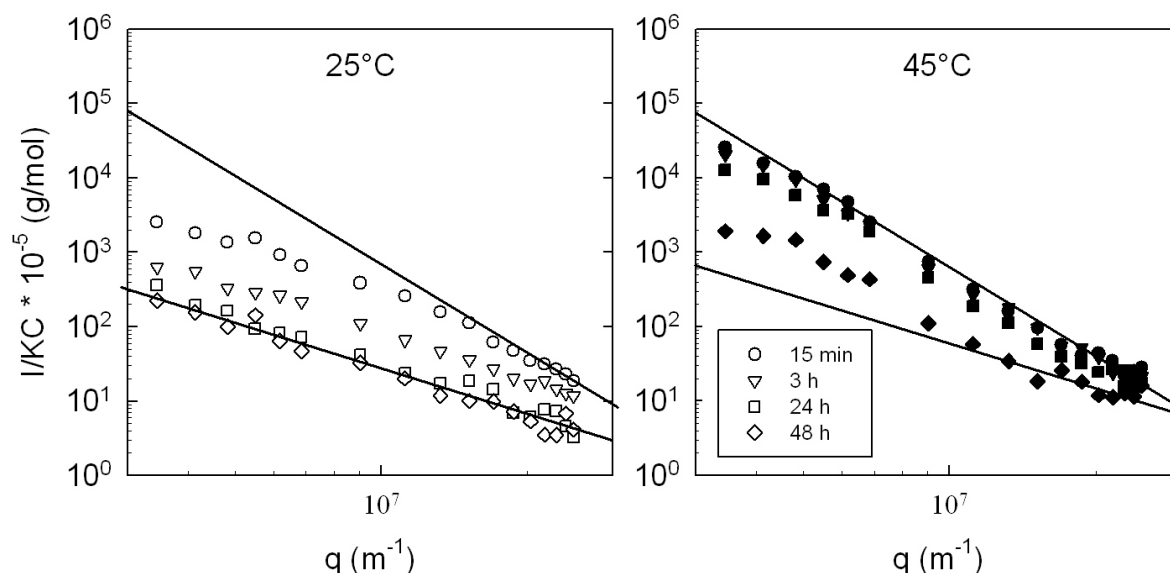 25°C
45°C
I/KC * 10⁻⁵ (g/mol)
10⁶
10⁵
10⁴
10³
10²
10¹
10⁰
10⁷
q (m⁻¹)
10⁶
10⁵
10⁴
10³
10²
10¹
10⁰
15 min
3 h
24 h
48 h
10⁷
q (m⁻¹)